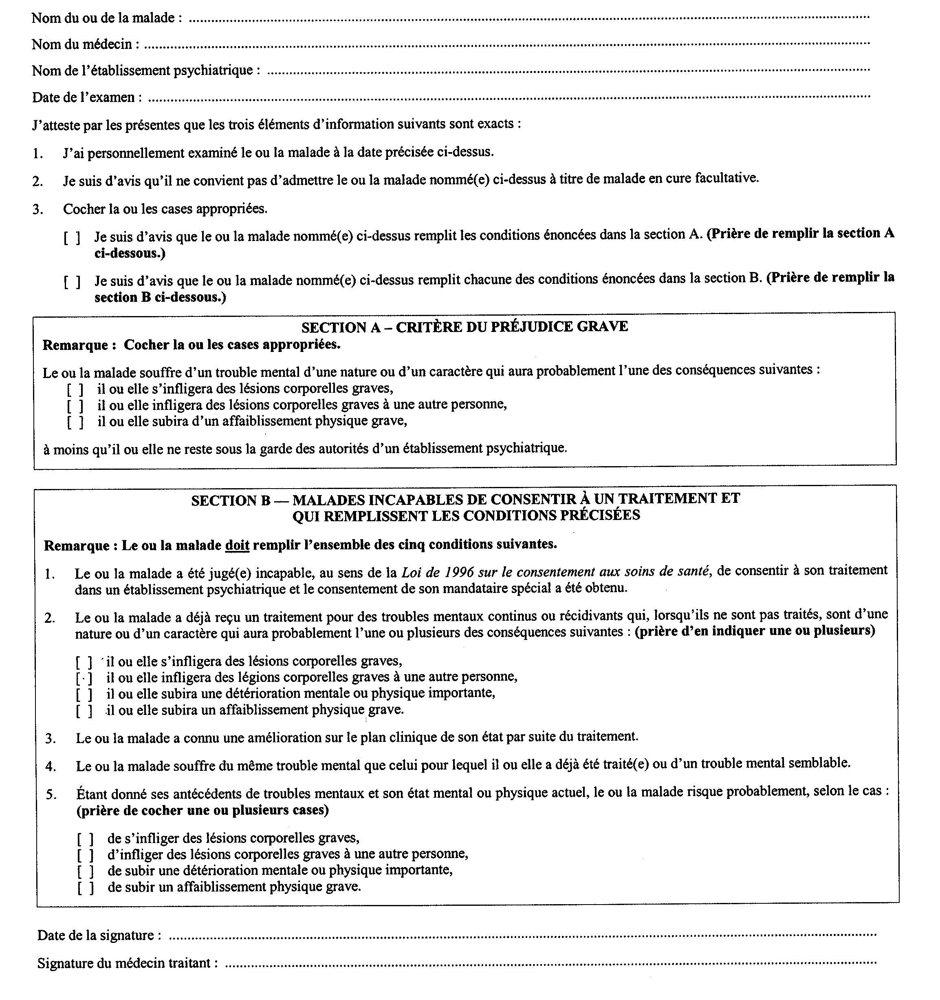 Nom du ou de la malade : ........................................................................
Nom du médecin : ........................................................................
Nom de l'établissement psychiatrique : ........................................................................
Date de l'examen : ........................................................................
J'atteste par les présentes que les trois éléments d'information suivants sont exacts :
1. J'ai personnellement examiné le ou la malade à la date précisée ci-dessus.
2. Je suis d'avis qu'il ne convient pas d'admettre le ou la malade nommé(e) ci-dessus à titre de malade en cure facultative.
3. Cocher la ou les cases appropriées.
[ ] Je suis d'avis que le ou la malade nommé(e) ci-dessus remplit les conditions énoncées dans la section A. (Prière de remplir la section A
ci-dessous.)
[ ] Je suis d'avis que le ou la malade nommé(e) ci-dessus remplit chacune des conditions énoncées dans la section B. (Prière de remplir la
section B ci-dessous.)
SECTION A – CRITÈRE DU PRÉJUDICE GRAVE
Remarque : Cocher la ou les cases appropriées.
Le ou la malade souffre d'un trouble mental d'une nature ou d'un caractère qui aura probablement l'une des conséquences suivantes :
[ ] il ou elle s'infligera des lésions corporelles graves,
[ ] il ou elle infligera des lésions corporelles graves à une autre personne,
[ ] il ou elle subira d'un affaiblissement physique grave,
à moins qu'il ou elle ne reste sous la garde des autorités d'un établissement psychiatrique.
SECTION B — MALADES INCAPABLES DE CONSENTIR À UN TRAITEMENT ET
QUI REMPLISSENT LES CONDITIONS PRÉCISÉES
Remarque : Le ou la malade doit remplir l'ensemble des cinq conditions suivantes.
1. Le ou la malade a été jugé(e) incapable, au sens de la Loi de 1996 sur le consentement aux soins de santé, de consentir à son traitement
dans un établissement psychiatrique et le consentement de son mandataire spécial a été obtenu.
2. Le ou la malade a déjà reçu un traitement pour des troubles mentaux continus ou récidivants qui, lorsqu'ils ne sont pas traités, sont d'une
nature ou d'un caractère qui aura probablement l'une ou plusieurs des conséquences suivantes : (prière d'en indiquer une ou plusieurs)
[ ] il ou elle s'infligera des lésions corporelles graves,
[ ] il ou elle infligera des légions corporelles graves à une autre personne,
[ ] il ou elle subira une détérioration mentale ou physique importante,
[ ] il ou elle subira un affaiblissement physique grave.
3. Le ou la malade a connu une amélioration sur le plan clinique de son état par suite du traitement.
4. Le ou la malade souffre du même trouble mental que celui pour lequel il ou elle a déjà été traité(e) ou d'un trouble mental semblable.
5. Étant donné ses antécédents de troubles mentaux et son état mental ou physique actuel, le ou la malade risque probablement, selon le cas :
(prière de cocher une ou plusieurs cases)
[ ] de s'infliger des lésions corporelles graves,
[ ] d'infliger des lésions corporelles graves à une autre personne,
[ ] de subir une détérioration mentale ou physique importante,
[ ] de subir un affaiblissement physique grave.
Date de la signature : ........................................................................
Signature du médecin traitant : ........................................................................